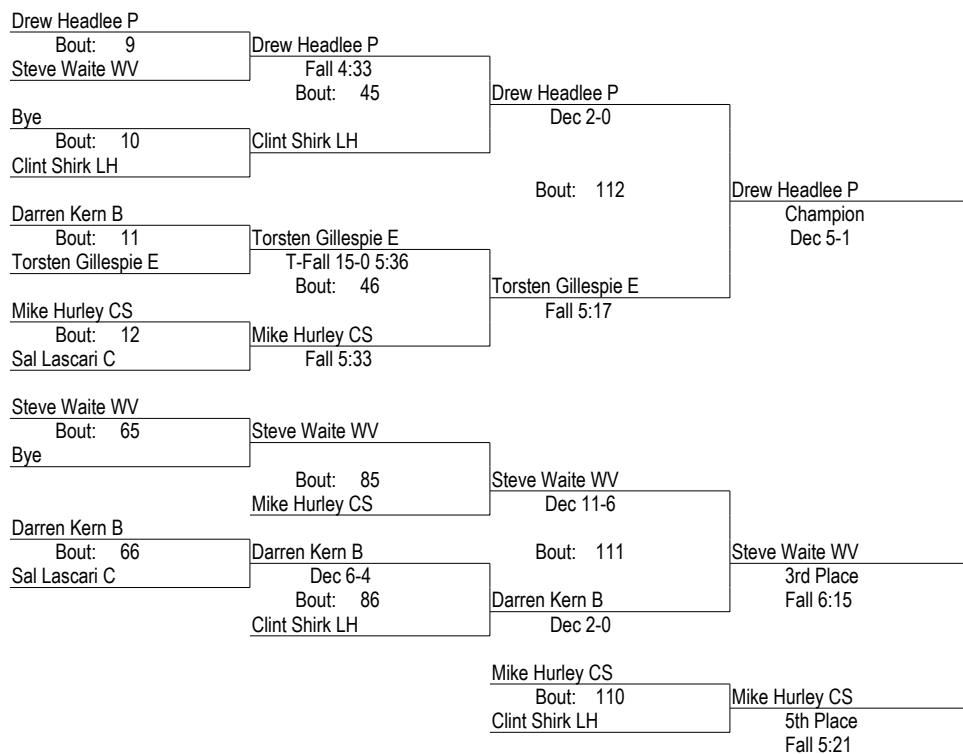 Drew Headlee P
Bout: 9
Steve Waite WV
Drew Headlee P
Fall 4:33
Bout: 45
Bye
Bout: 10
Clint Shirk LH
Clint Shirk LH
Drew Headlee P
Dec 2-0
Bout: 112
Darren Kern B
Bout: 11
Torsten Gillespie E
Torsten Gillespie E
T-Fall 15-0 5:36
Bout: 46
Mike Hurley CS
Bout: 12
Sal Lascari C
Mike Hurley CS
Fall 5:33
Torsten Gillespie E
Fall 5:17
Drew Headlee P
Champion
Dec 5-1
Steve Waite WV
Bout: 65
Bye
Steve Waite WV
Bout: 85
Mike Hurley CS
Steve Waite WV
Dec 11-6
Bout: 111
Darren Kern B
Bout: 66
Sal Lascari C
Darren Kern B
Dec 6-4
Bout: 86
Clint Shirk LH
Darren Kern B
Dec 2-0
Steve Waite WV
3rd Place
Fall 6:15
Mike Hurley CS
Bout: 110
Clint Shirk LH
Mike Hurley CS
5th Place
Fall 5:21